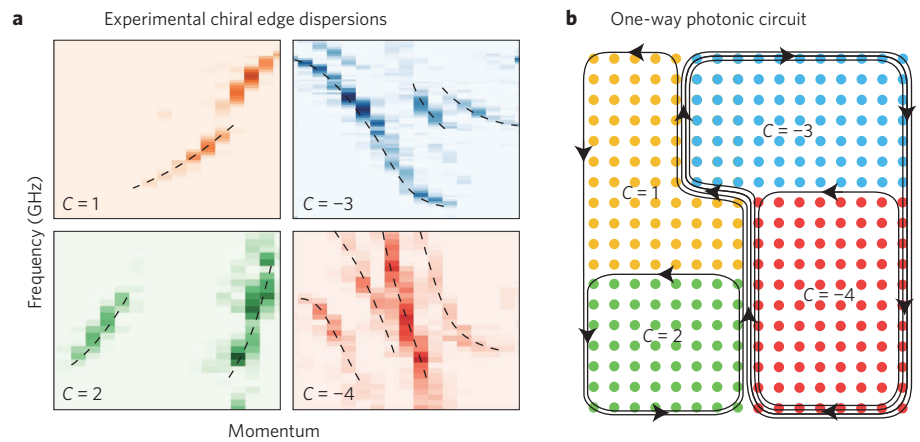 a Experimental chiral edge dispersions
Frequency (GHz)
C = 1
C = −3
C = 2
C = −4
Momentum
b One-way photonic circuit
C = −3
C = 1
C = −4
C = 2